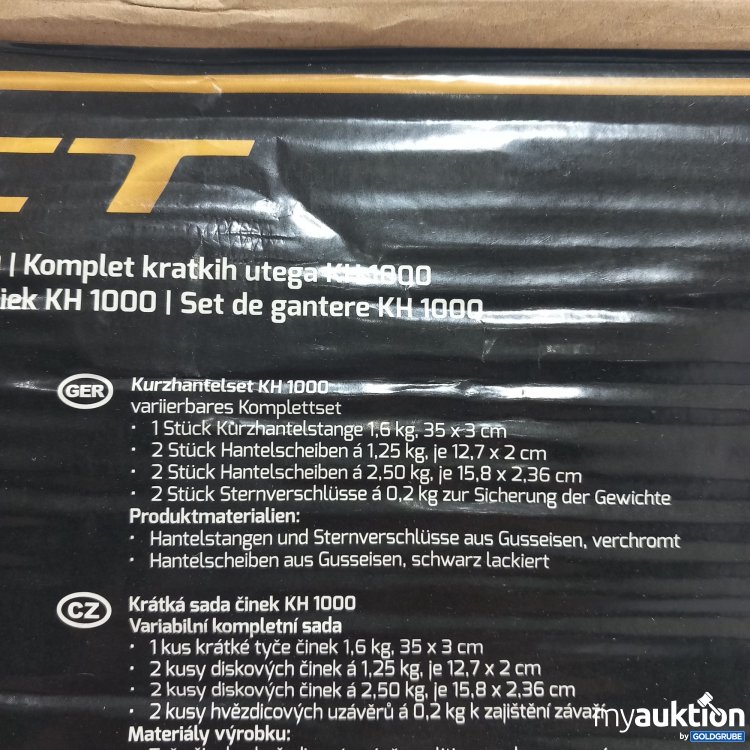 CT
| Komplet kratkih utega KH 1000
iek KH 1000 | Set de gantere KH 1000
GER
Kurzhantelset KH 1000
variierbares Komplettset
• 1 Stück Kurzhantelstange 1,6 kg, 35 x 3 cm
• 2 Stück Hantelscheiben á 1,25 kg, je 12,7 x 2 cm
• 2 Stück Hantelscheiben á 2,50 kg, je 15,8 x 2,36 cm
• 2 Stück Sternverschlüsse á 0,2 kg zur Sicherung der Gewichte
Produktmaterialien:
• Hantelstangen und Sternverschlüsse aus Gusseisen, verchromt
• Hantelscheiben aus Gusseisen, schwarz lackiert
CZ
Krátká sada činek KH 1000
Variabilní kompletní sada
• 1 kus krátké tyče činek 1,6 kg, 35 x 3 cm
• 2 kusy diskových činek á 1,25 kg, je 12,7 x 2 cm
• 2 kusy diskových činek á 2,50 kg, je 15,8 x 2,36 cm
• 2 kusy hvězdicových uzávěrů á 0,2 kg k zajištění závaží
Materiály výrobku:
myauktion
by GOLDGRUBE